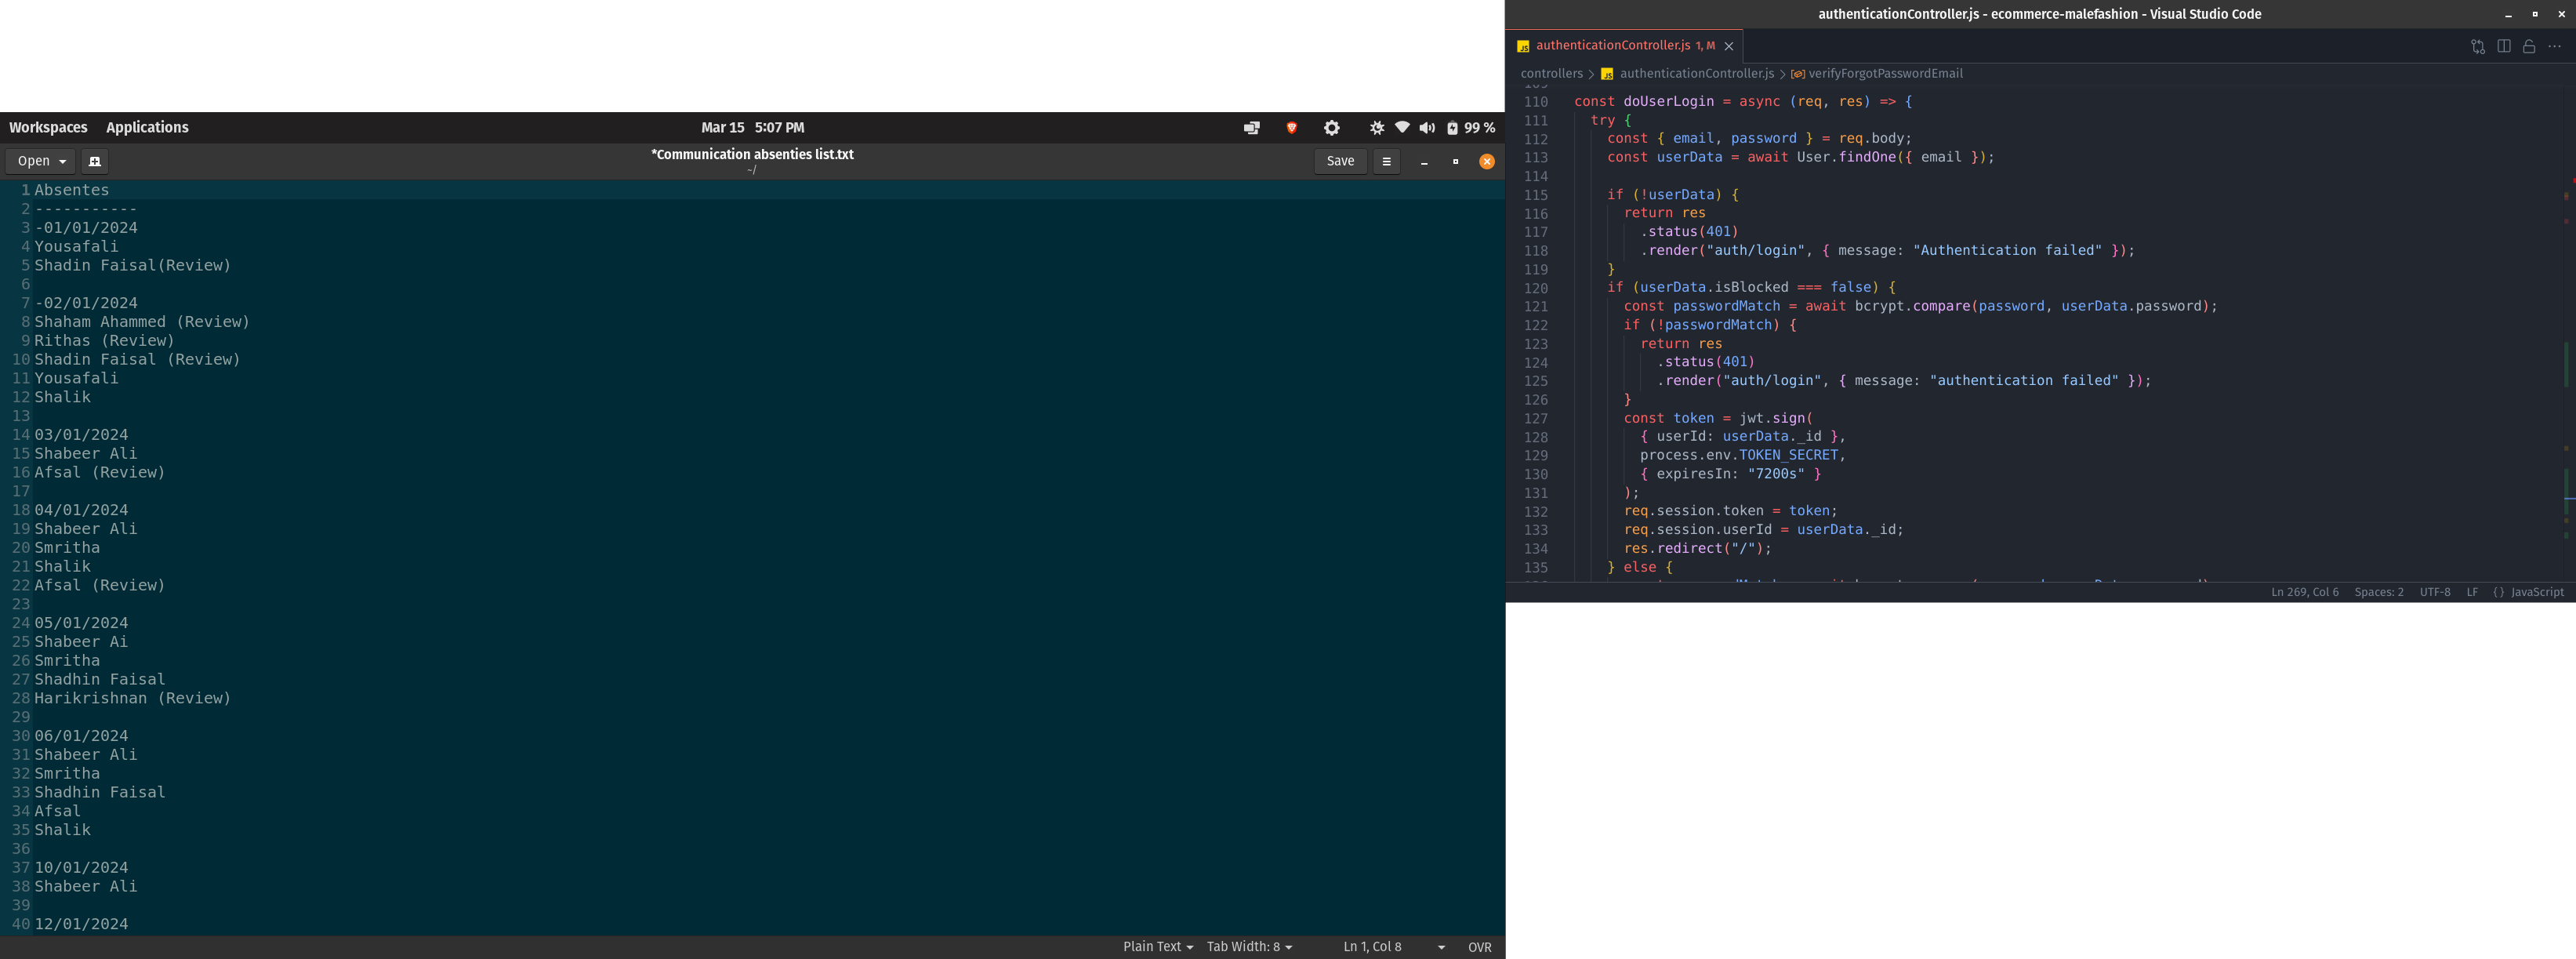 Workspaces Applications Mar 15 5:07 PM 99 %
Open *Communication absenties list.txt Save
~/
1 Absentes
2 -----------
3 -01/01/2024
4 Yousafali
5 Shadin Faisal(Review)
6
7 -02/01/2024
8 Shaham Ahammed (Review)
9 Rithas (Review)
10 Shadin Faisal (Review)
11 Yousafali
12 Shalik
13
14 03/01/2024
15 Shabeer Ali
16 Afsal (Review)
17
18 04/01/2024
19 Shabeer Ali
20 Smritha
21 Shalik
22 Afsal (Review)
23
24 05/01/2024
25 Shabeer Ai
26 Smritha
27 Shadhin Faisal
28 Harikrishnan (Review)
29
30 06/01/2024
31 Shabeer Ali
32 Smritha
33 Shadhin Faisal
34 Afsal
35 Shalik
36
37 10/01/2024
38 Shabeer Ali
39
40 12/01/2024
Plain Text Tab Width: 8 Ln 1, Col 8 OVR
authenticationController.js - ecommerce-malefashion - Visual Studio Code
JS authenticationController.js 1, M
controllers > JS authenticationController.js > verifyForgotPasswordEmail
109
110 const doUserLogin = async (req, res) => {
111 try {
112 const { email, password } = req.body;
113 const userData = await User.findOne({ email });
114
115 if (!userData) {
116 return res
117 .status(401)
118 .render("auth/login", { message: "Authentication failed" });
119 }
120 if (userData.isBlocked === false) {
121 const passwordMatch = await bcrypt.compare(password, userData.password);
122 if (!passwordMatch) {
123 return res
124 .status(401)
125 .render("auth/login", { message: "authentication failed" });
126 }
127 const token = jwt.sign(
128 { userId: userData._id },
129 process.env.TOKEN_SECRET,
130 { expiresIn: "7200s" }
131 );
132 req.session.token = token;
133 req.session.userId = userData._id;
134 res.redirect("/");
135 } else {
Ln 269, Col 6 Spaces: 2 UTF-8 LF {} JavaScript